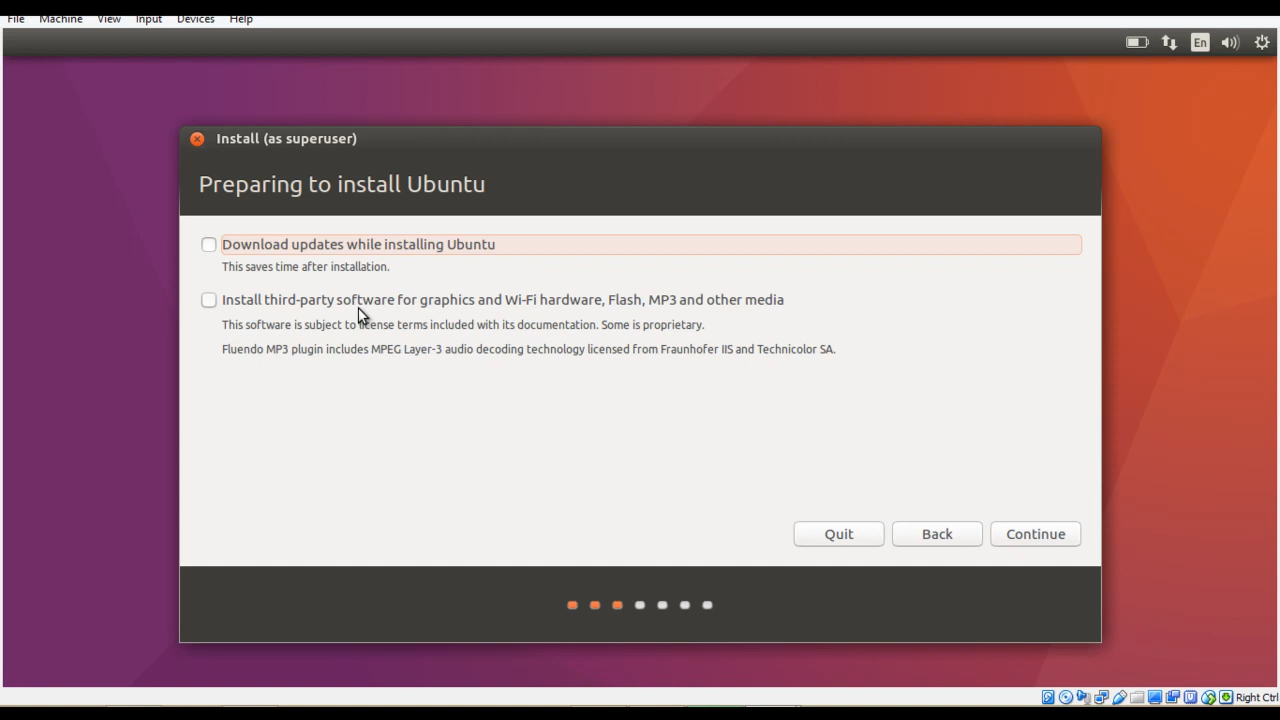 File Machine View Input Devices Help
En
Install (as superuser)
Preparing to install Ubuntu
Download updates while installing Ubuntu
This saves time after installation.
Install third-party software for graphics and Wi-Fi hardware, Flash, MP3 and other media
This software is subject to license terms included with its documentation. Some is proprietary.
Fluendo MP3 plugin includes MPEG Layer-3 audio decoding technology licensed from Fraunhofer IIS and Technicolor SA.
Quit Back Continue
Right Ctrl